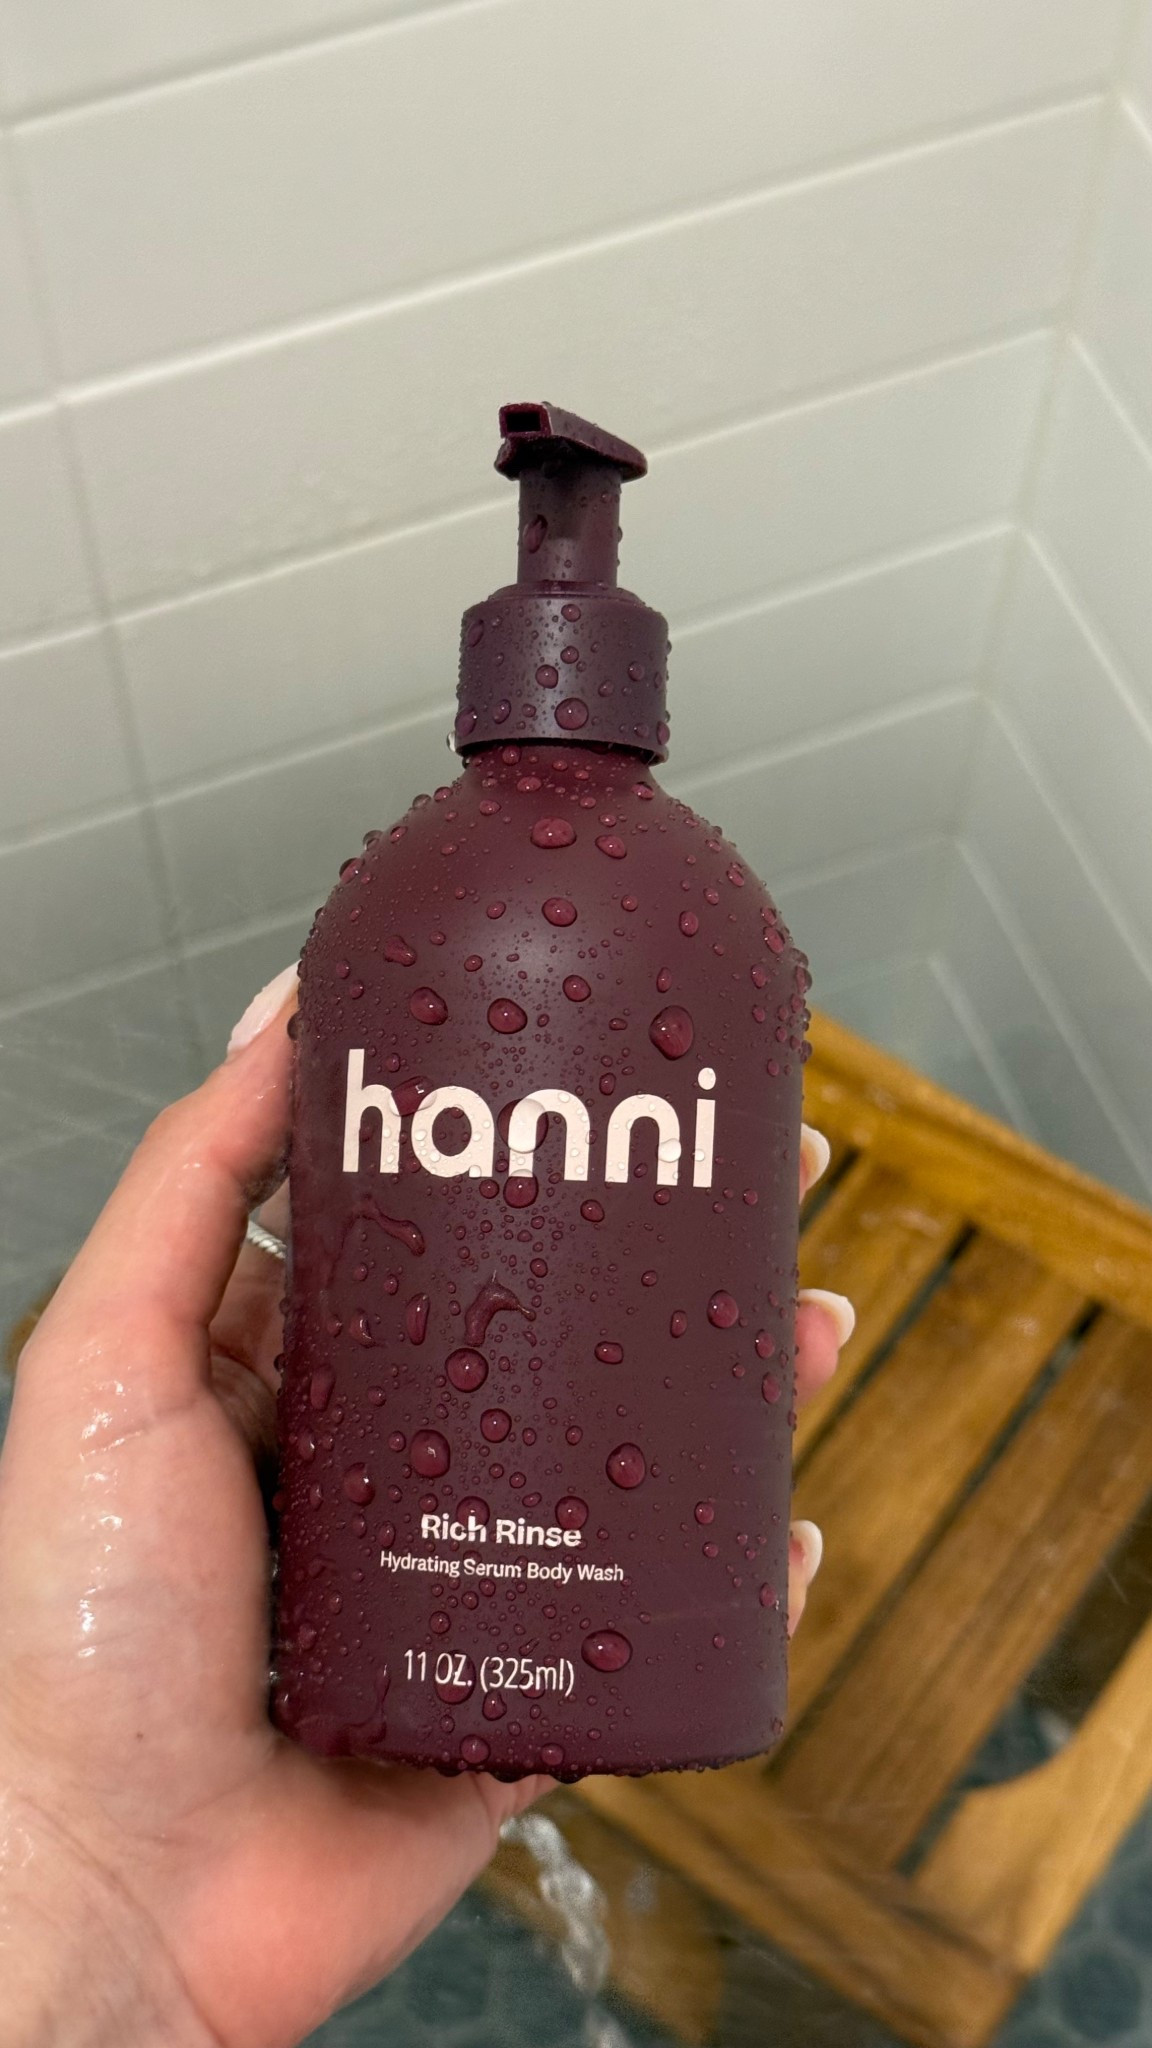 hanni
Rich Rinse
Hydrating Serum Body Wash
11 OZ. (325ml)